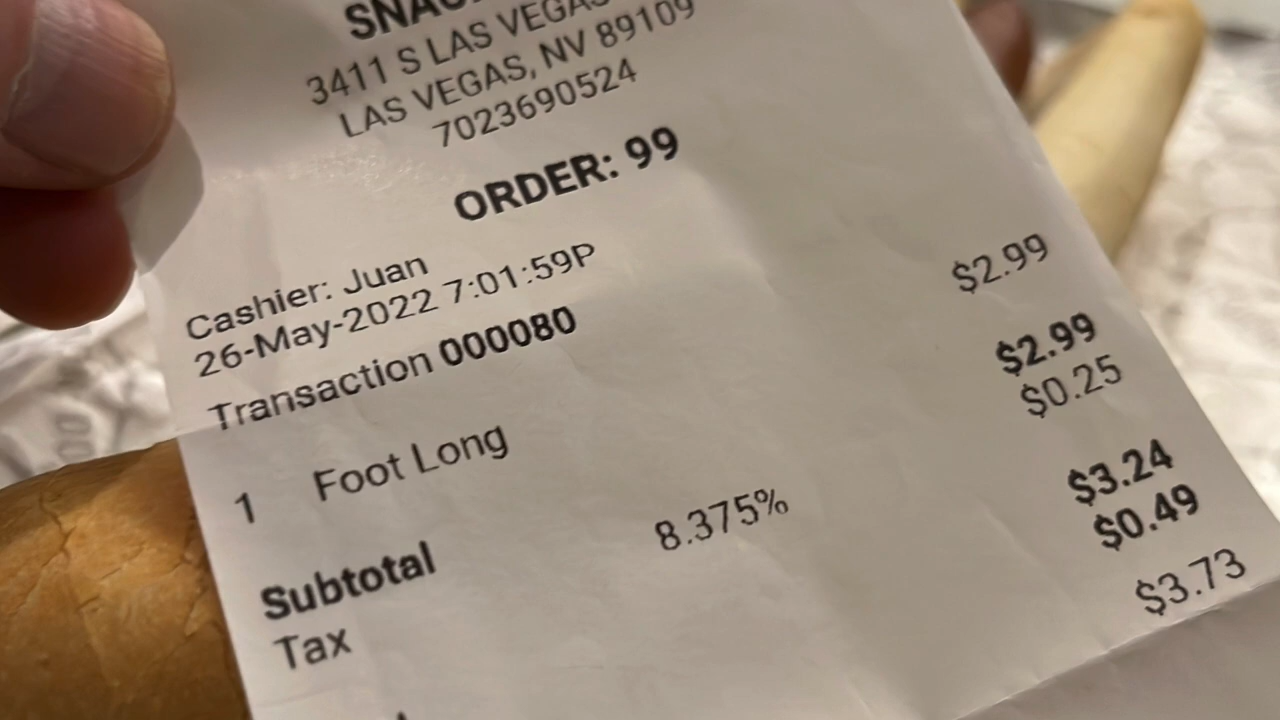 3411 S LAS VEGAS
LAS VEGAS, NV 89109
7023690524
ORDER: 99
Cashier: Juan
26-May-2022 7:01:59P
Transaction 000080
1 Foot Long $2.99
Subtotal $2.99
Tax 8.375% $0.25
$3.24
$0.49
$3.73